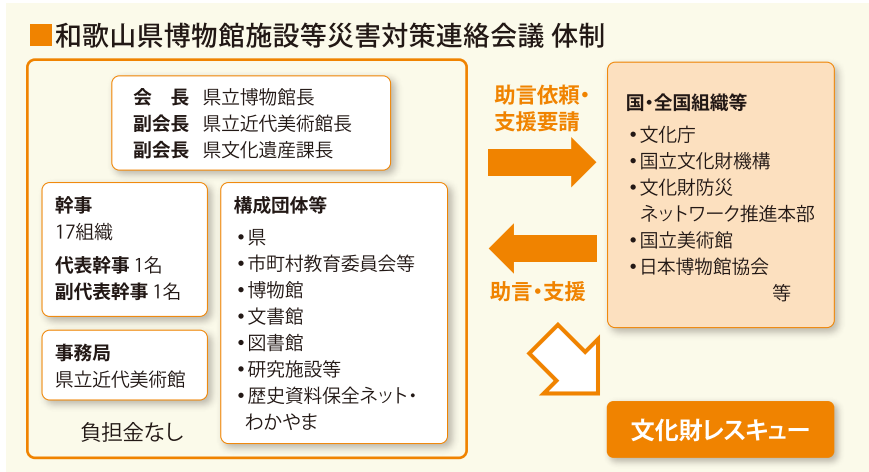 ■和歌山県博物館施設等災害対策連絡会議 体制
会　長 県立博物館長
副会長 県立近代美術館長
副会長 県文化遺産課長
幹事
17組織
代表幹事 1名
副代表幹事 1名
事務局
県立近代美術館
負担金なし
構成団体等
・県
・市町村教育委員会等
・博物館
・文書館
・図書館
・研究施設等
・歴史資料保全ネット・
わかやま
助言依頼・
支援要請
助言・支援
国・全国組織等
・文化庁
・国立文化財機構
・文化財防災
ネットワーク推進本部
・国立美術館
・日本博物館協会
等
文化財レスキュー